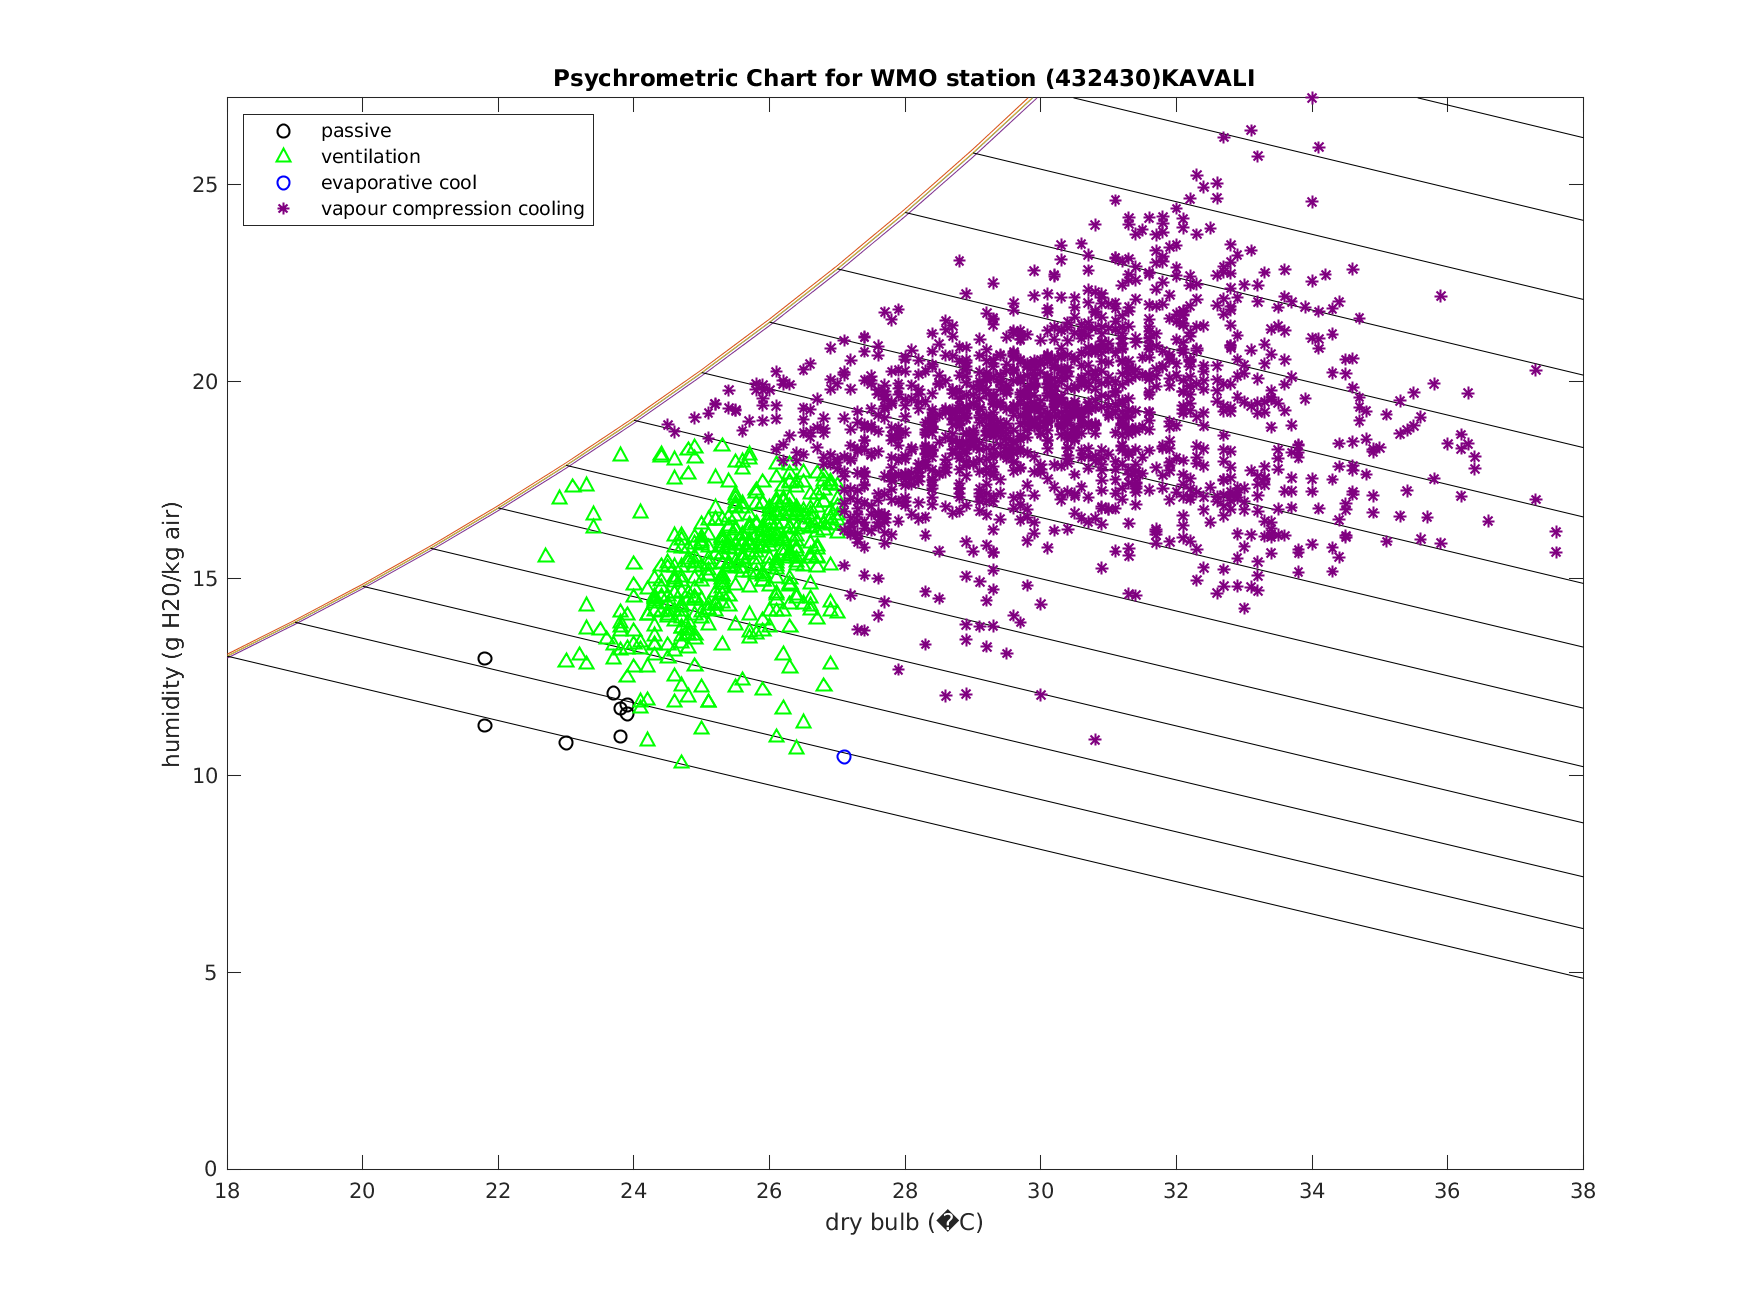 Psychrometric Chart for WMO station (432430)KAVALI
passive
ventilation
evaporative cool
vapour compression cooling
humidity (g H20/kg air)
25
20
15
10
5
0
18 20 22 24 26 28 30 32 34 36 38
dry bulb (�C)